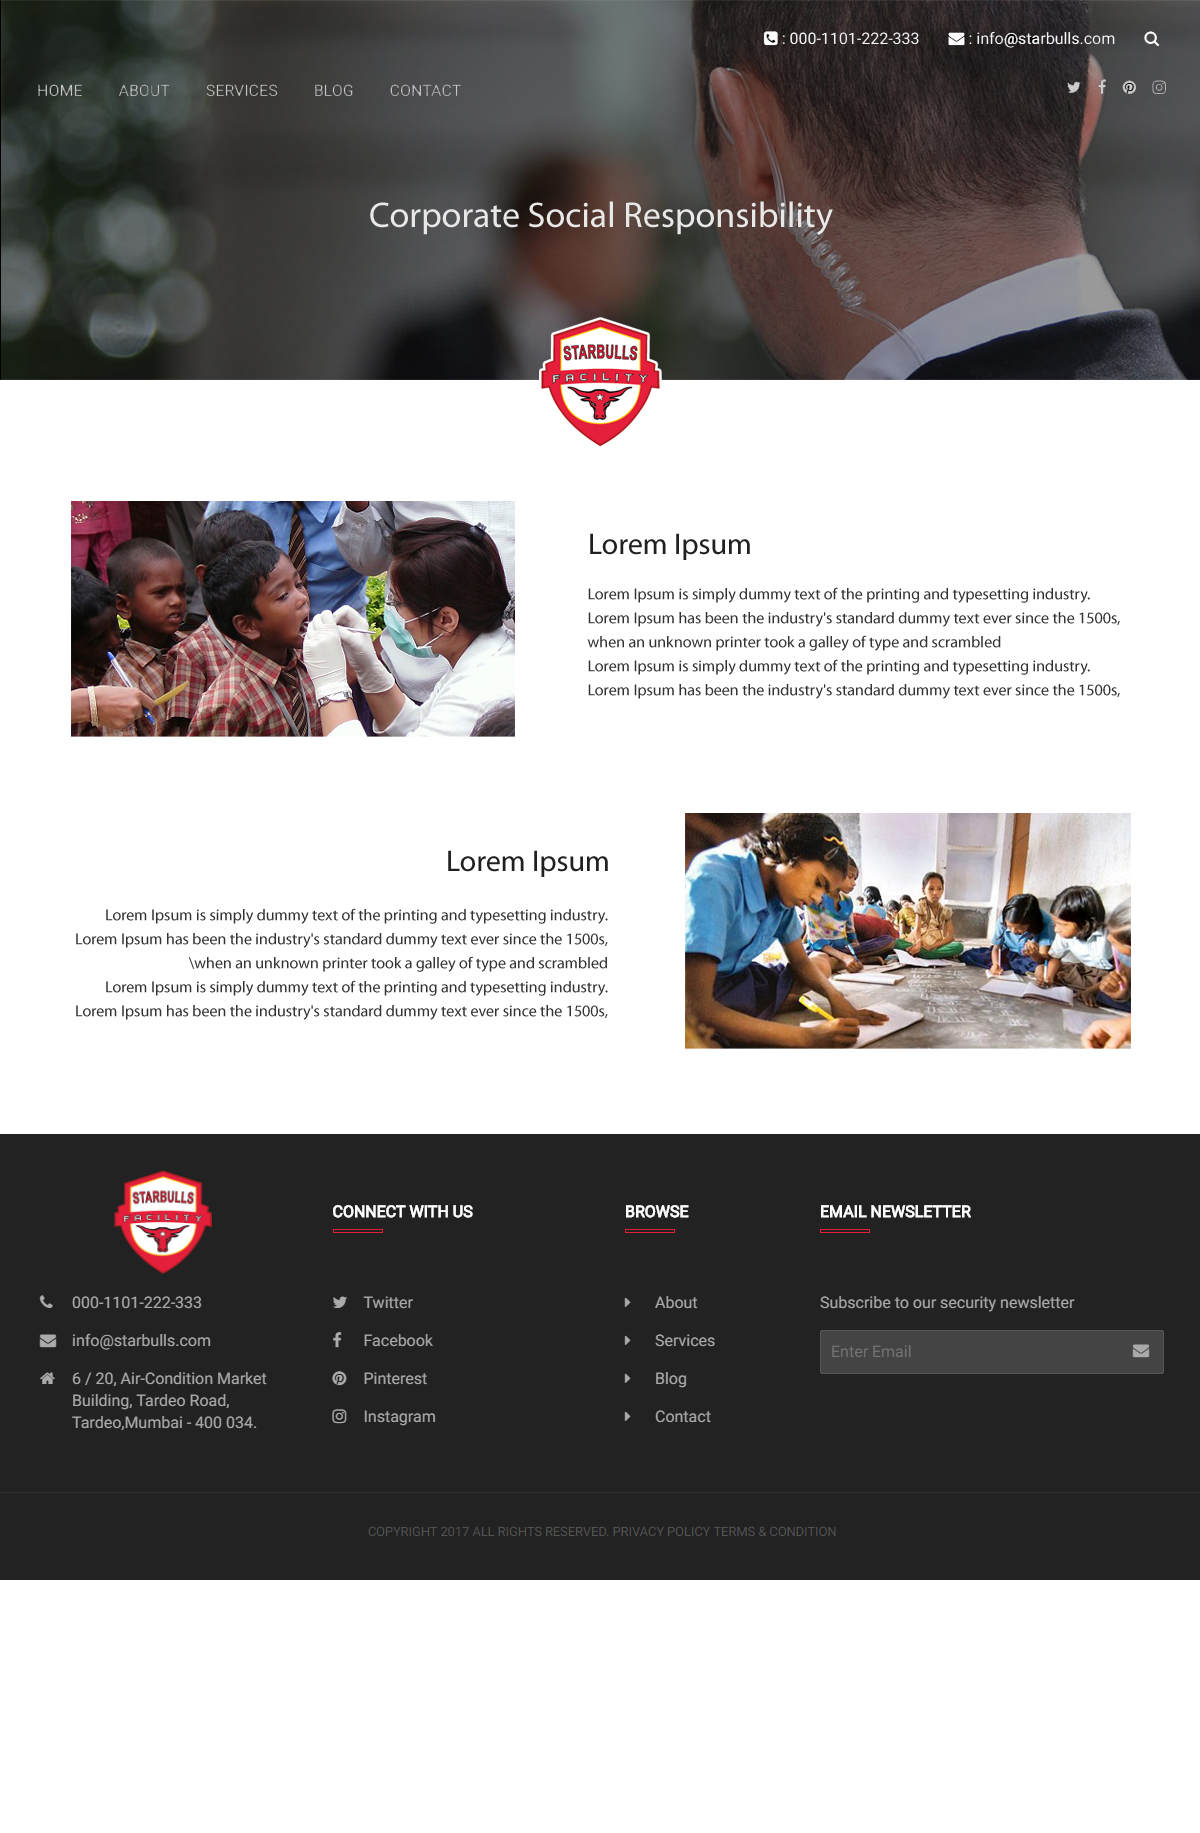 : 000-1101-222-333
: info@starbulls.com
HOME
ABOUT
SERVICES
BLOG
CONTACT
Corporate Social Responsibility
STARBULLS
FACILITY
Lorem Ipsum
Lorem Ipsum is simply dummy text of the printing and typesetting industry.
Lorem Ipsum has been the industry's standard dummy text ever since the 1500s,
when an unknown printer took a galley of type and scrambled
Lorem Ipsum is simply dummy text of the printing and typesetting industry.
Lorem Ipsum has been the industry's standard dummy text ever since the 1500s,
Lorem Ipsum
Lorem Ipsum is simply dummy text of the printing and typesetting industry.
Lorem Ipsum has been the industry's standard dummy text ever since the 1500s,
\when an unknown printer took a galley of type and scrambled
Lorem Ipsum is simply dummy text of the printing and typesetting industry.
Lorem Ipsum has been the industry's standard dummy text ever since the 1500s,
STARBULLS
FACILITY
000-1101-222-333
info@starbulls.com
6 / 20, Air-Condition Market
Building, Tardeo Road,
Tardeo,Mumbai - 400 034.
CONNECT WITH US
Twitter
Facebook
Pinterest
Instagram
BROWSE
About
Services
Blog
Contact
EMAIL NEWSLETTER
Subscribe to our security newsletter
Enter Email
COPYRIGHT 2017 ALL RIGHTS RESERVED. PRIVACY POLICY TERMS & CONDITION